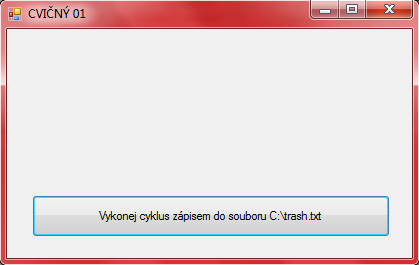 CVIČNÝ 01
Vykonej cyklus zápisem do souboru C:\trash.txt